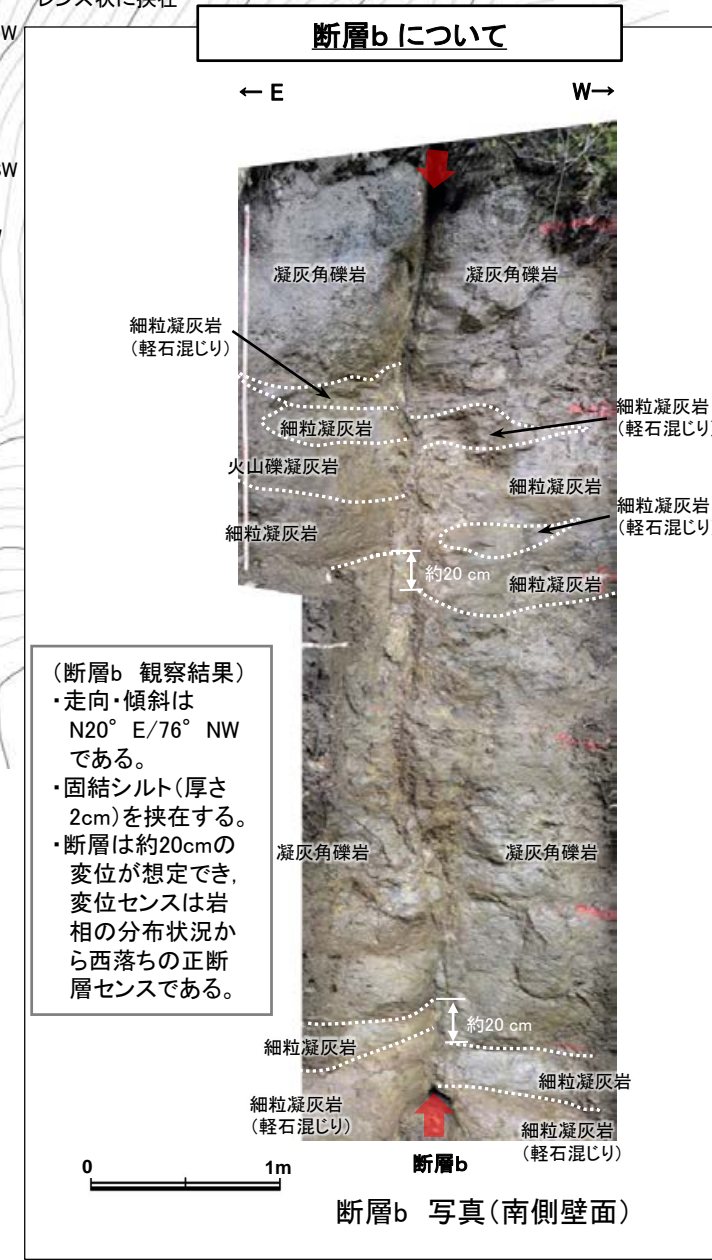 レンズ状に挟在
W
W
断層b について
← E
W→
凝灰角礫岩
凝灰角礫岩
細粒凝灰岩
(軽石混じり)
細粒凝灰岩
(軽石混じり)
細粒凝灰岩
火山礫凝灰岩
細粒凝灰岩
細粒凝灰岩
(軽石混じり)
細粒凝灰岩
約20 cm
細粒凝灰岩
(断層b 観察結果)
・走向・傾斜は
N20° E/76° NW
である。
・固結シルト(厚さ
2cm)を挟在する。
・断層は約20cmの
変位が想定でき,
変位センスは岩
相の分布状況か
ら西落ちの正断
層センスである。
凝灰角礫岩
凝灰角礫岩
約20 cm
細粒凝灰岩
細粒凝灰岩
細粒凝灰岩
(軽石混じり)
細粒凝灰岩
(軽石混じり)
断層b
0
1m
断層b 写真(南側壁面)